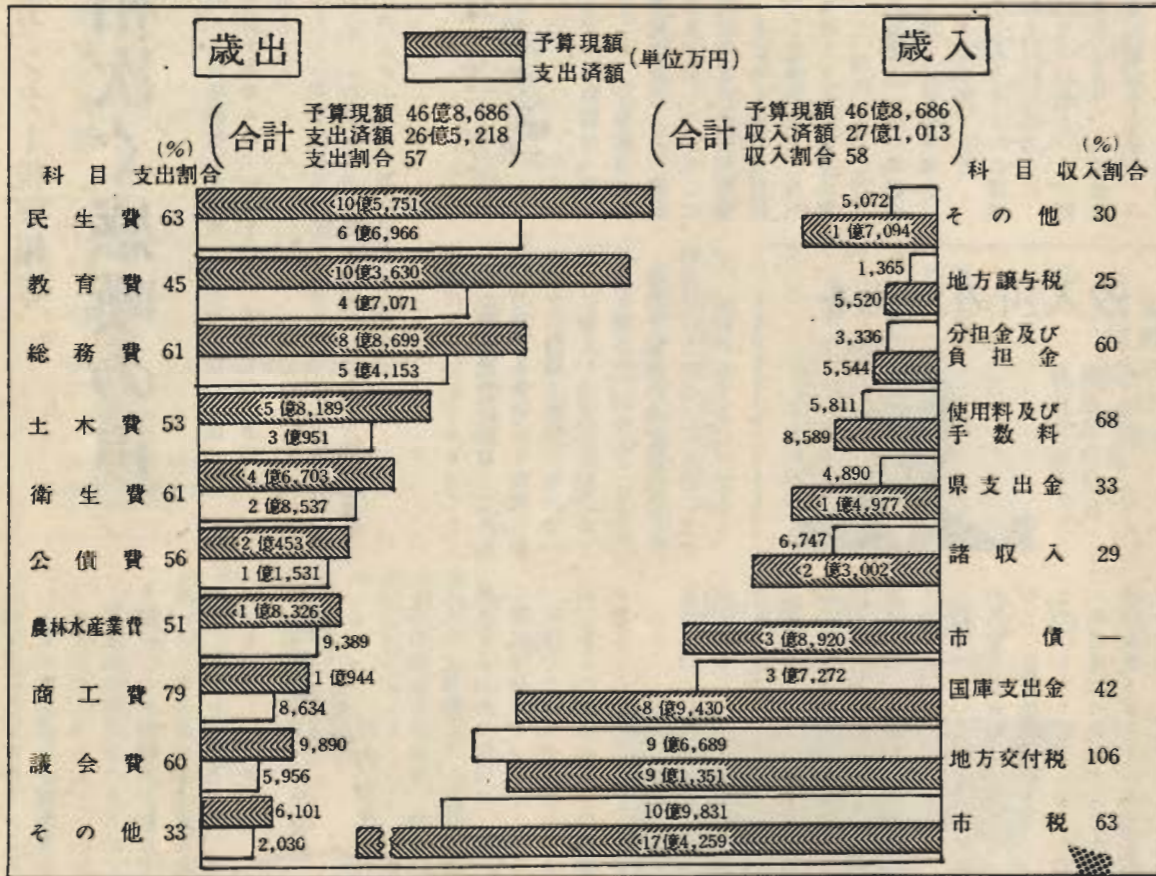 歳出
予算現額
支出済額
(単位万円)
歳入
合計
予算現額 46億8,686
支出済額 26億5,218
支出割合 57
合計
予算現額 46億8,686
収入済額 27億1,013
収入割合 58
科目 支出割合(%)
民生費 63
10億5,751
6億6,966
教育費 45
10億3,630
4億7,071
総務費 61
8億8,699
5億4,153
土木費 53
5億8,189
3億951
衛生費 61
4億6,703
2億8,537
公債費 56
2億453
1億1,531
農林水産業費 51
1億8,326
9,389
商工費 79
1億944
8,634
議会費 60
9,890
5,956
その他 33
6,101
2,030
科目 収入割合(%)
5,072
1億7,094
その他 30
1,365
5,520
地方譲与税 25
3,336
5,544
分担金及び
負担金 60
5,811
8,589
使用料及び
手数料 68
4,890
1億4,977
県支出金 33
6,747
2億3,002
諸収入 29
3億8,920
市債 —
3億7,272
8億9,430
国庫支出金 42
9億6,689
9億1,351
地方交付税 106
10億9,831
17億4,259
市税 63